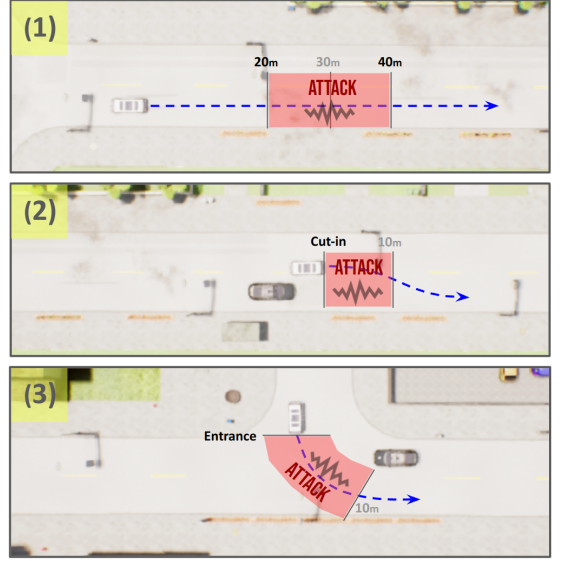 (1)
20m 30m 40m
ATTACK
(2)
Cut-in 10m
ATTACK
(3)
Entrance
ATTACK
10m